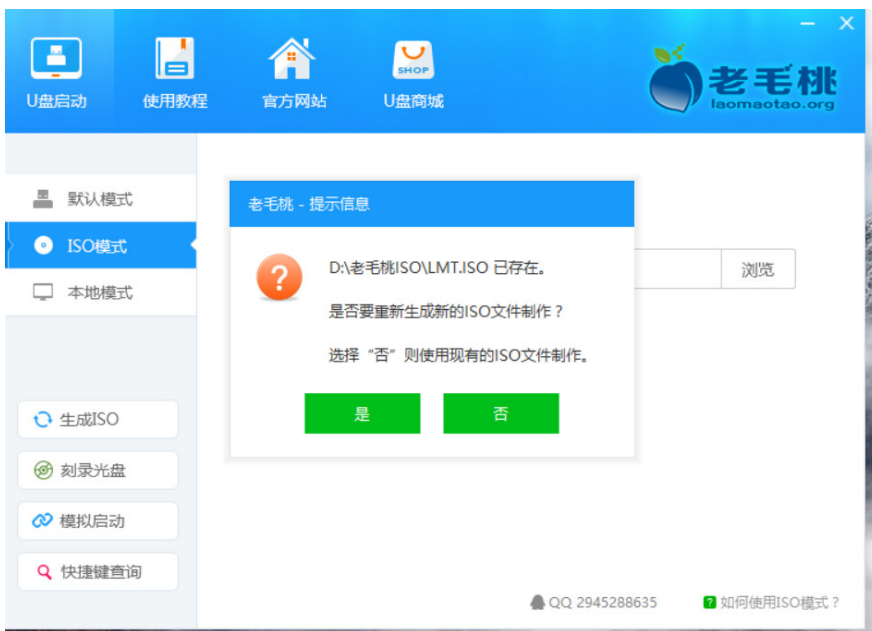 U盘启动
使用教程
官方网站
SHOP
U盘商城
老毛桃
laomaotao.org
默认模式
ISO模式
本地模式
生成ISO
刻录光盘
模拟启动
快捷键查询
老毛桃 - 提示信息
D:\老毛桃ISO\LMT.ISO 已存在。
是否要重新生成新的ISO文件制作？
选择“否”则使用现有的ISO文件制作。
是
否
浏览
QQ 2945288635
如何使用ISO模式？